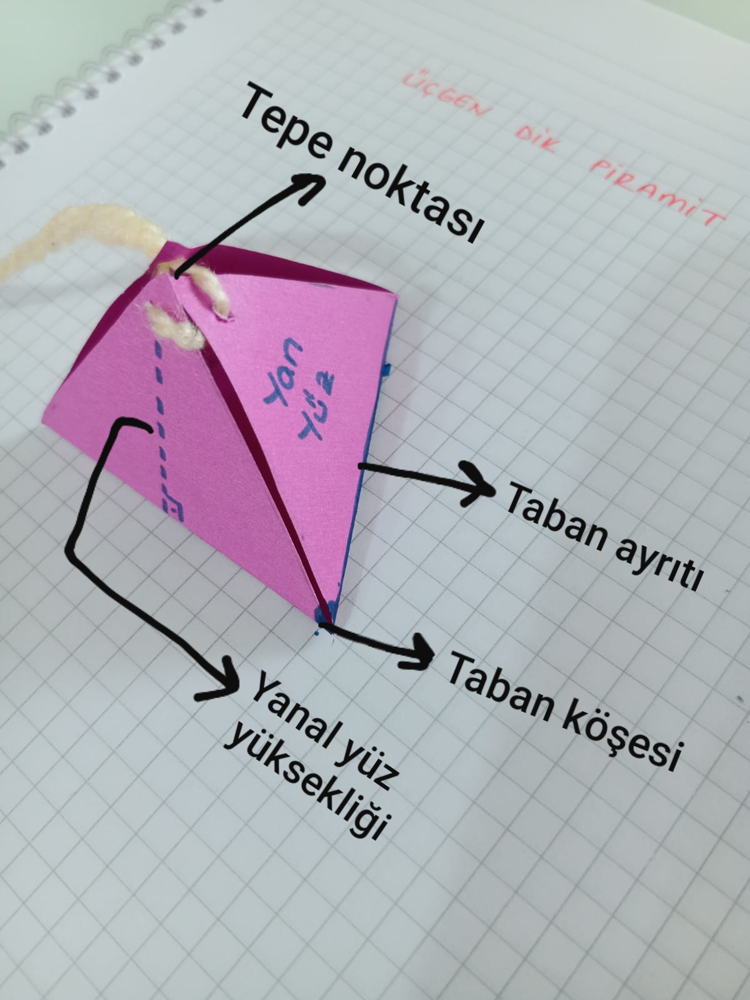 ÜÇGEN DİK PİRAMİT
Tepe noktası
Yan
Yüz
Taban ayrıtı
Taban köşesi
Yanal yüz
yüksekliği